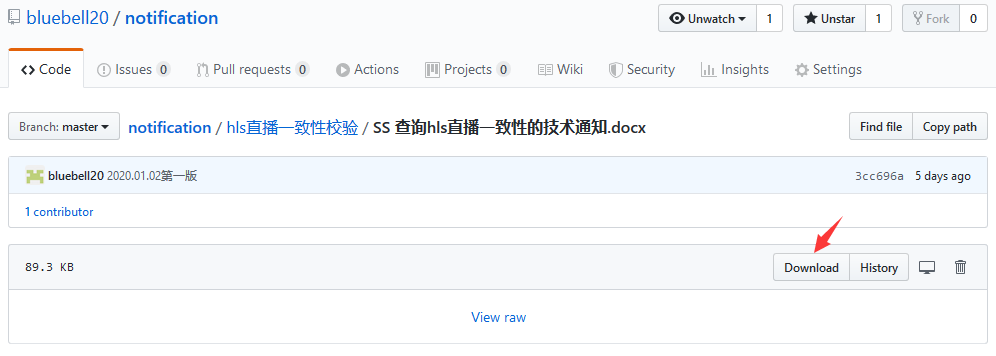 bluebell20 / notification
Unwatch 1 Unstar 1 Fork 0
Code Issues 0 Pull requests 0 Actions Projects 0 Wiki Security Insights Settings
Branch: master notification / hls直播一致性校验 / SS 查询hls直播一致性的技术通知.docx Find file Copy path
bluebell20 2020.01.02第一版 3cc696a 5 days ago
1 contributor
89.3 KB Download History
View raw